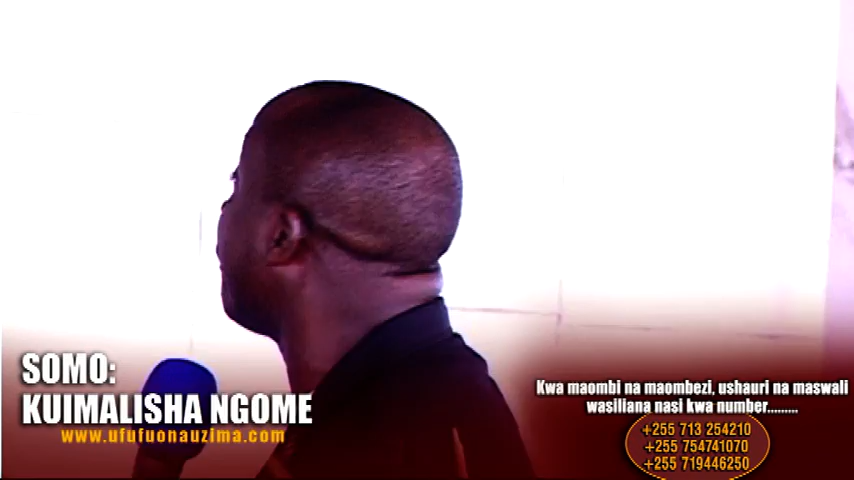 SOMO:
KUIMALISHA NGOME
www.ufufuonauzima.com
Kwa maombi na maombezi, ushauri na maswali
wasiliana nasi kwa number.........
+255 713 254210
+255 754741070
+255 719446250